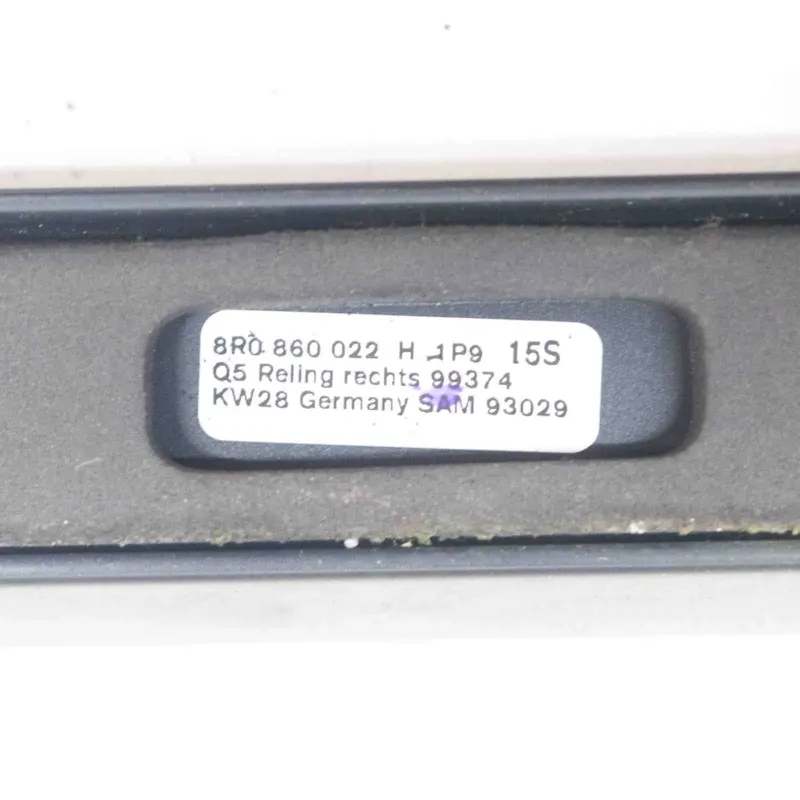 8R0 860 022 H 1P9 15S
Q5 Reling rechts 99374
KW28 Germany SAM 93029